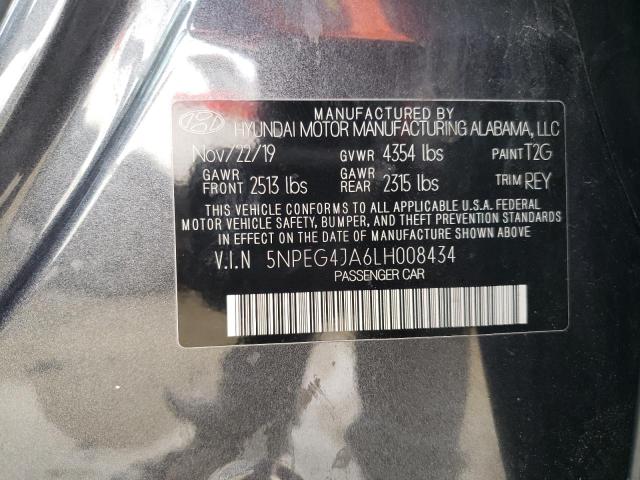 MANUFACTURED BY
HYUNDAI MOTOR MANUFACTURING ALABAMA, LLC
Nov/22/19 GVWR 4354 lbs PAINT T2G
GAWR FRONT 2513 lbs GAWR REAR 2315 lbs TRIM REY
THIS VEHICLE CONFORMS TO ALL APPLICABLE U.S.A. FEDERAL
MOTOR VEHICLE SAFETY, BUMPER, AND THEFT PREVENTION STANDARDS
IN EFFECT ON THE DATE OF MANUFACTURE SHOWN ABOVE.
V.I.N 5NPEG4JA6LH008434
PASSENGER CAR